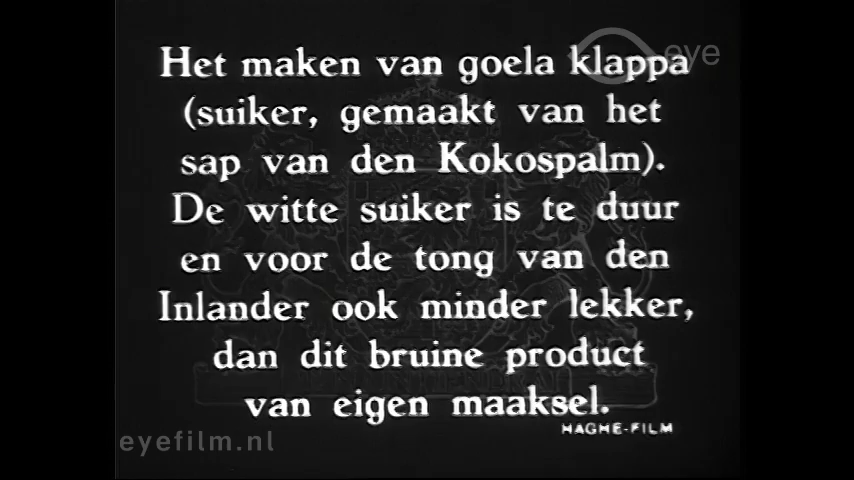 eye
Het maken van goela klappa
(suiker, gemaakt van het
sap van den Kokospalm).
De witte suiker is te duur
en voor de tong van den
Inlander ook minder lekker,
dan dit bruine product
van eigen maaksel.
HAGHE-FILM
eyefilm.nl